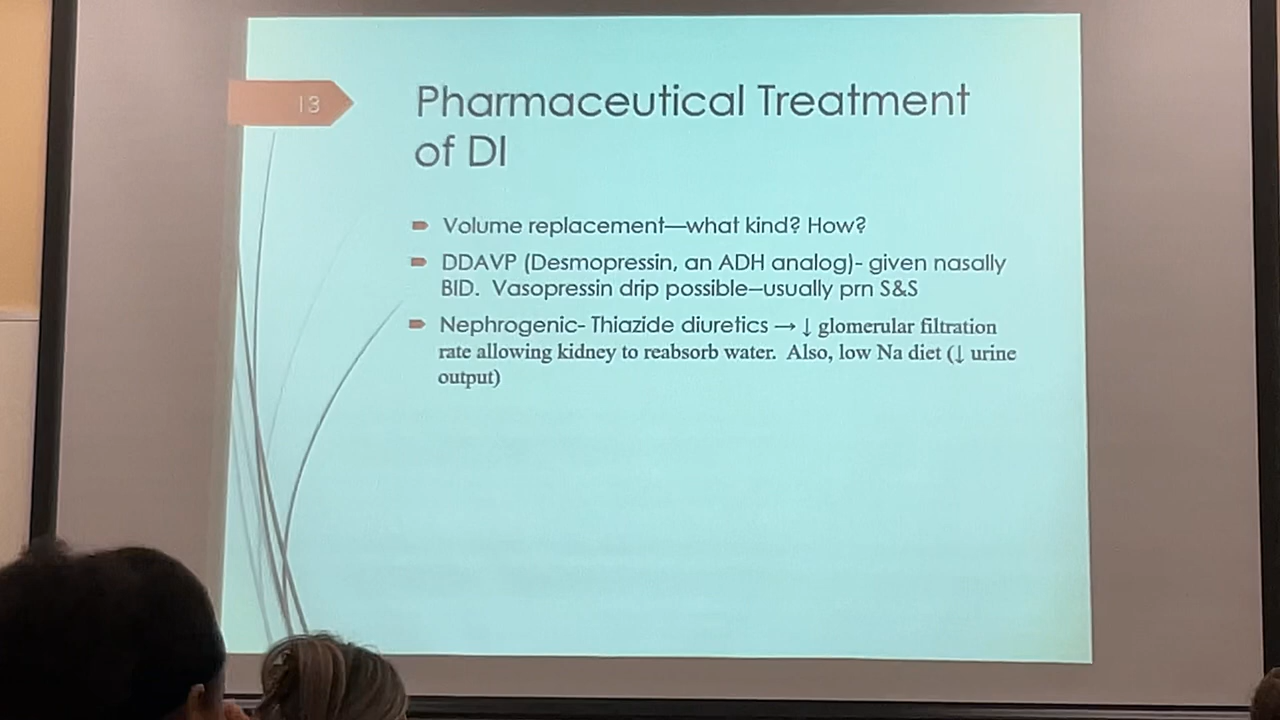 13
Pharmaceutical Treatment
of DI
Volume replacement—what kind? How?
DDAVP (Desmopressin, an ADH analog)- given nasally
BID. Vasopressin drip possible—usually prn S&S
Nephrogenic- Thiazide diuretics → ↓ glomerular filtration
rate allowing kidney to reabsorb water. Also, low Na diet (↓ urine
output)